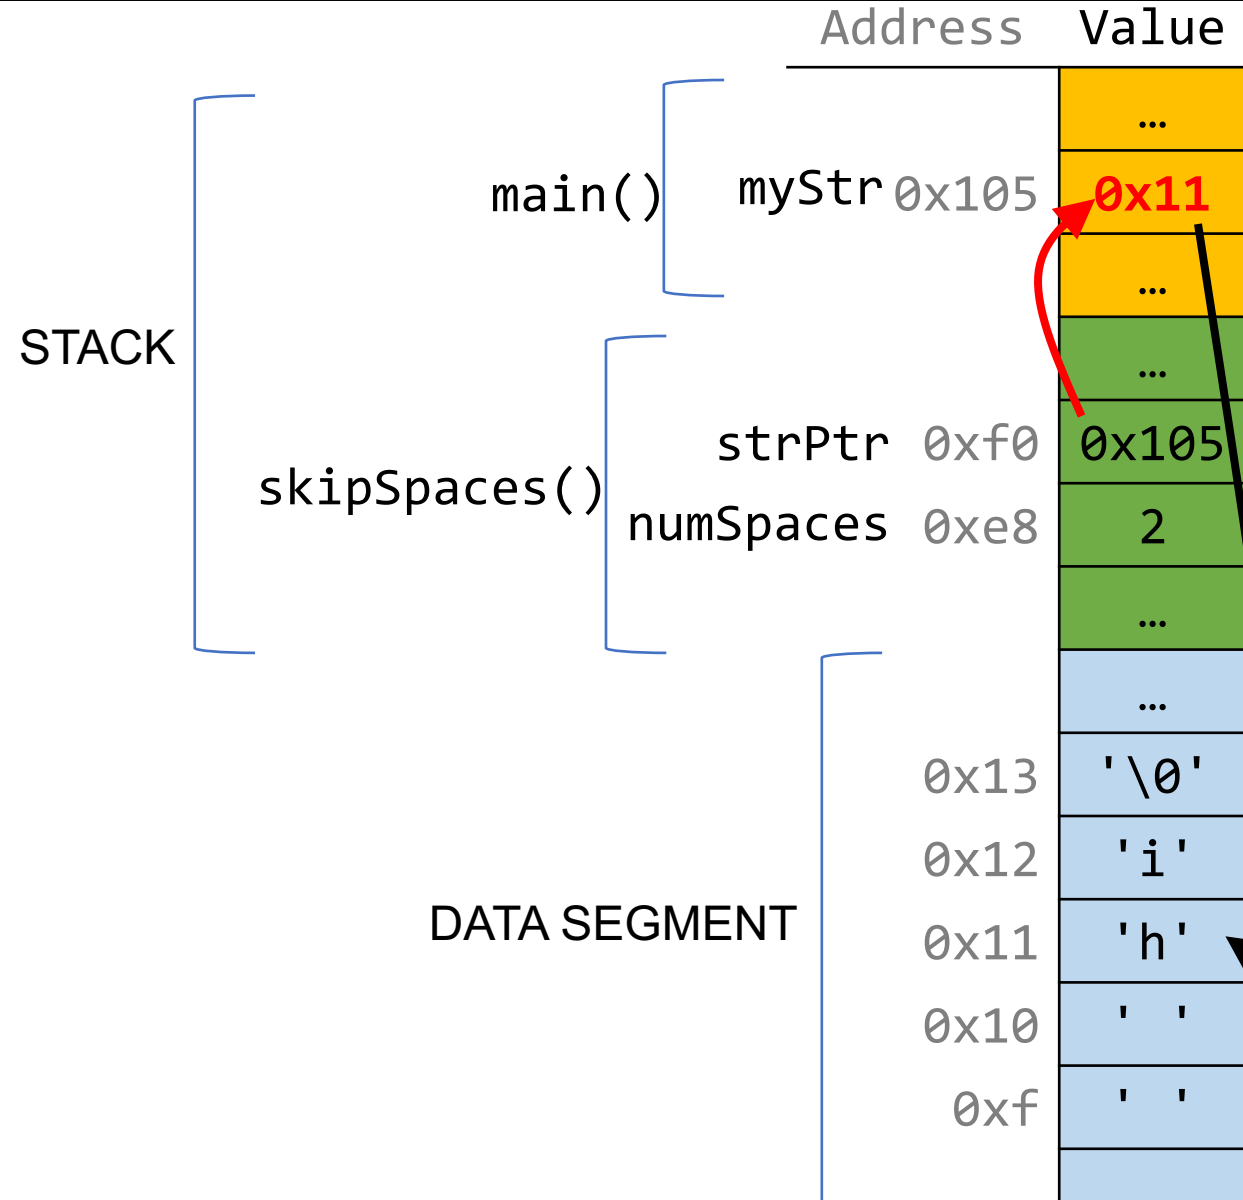 Address Value
…
main() myStr 0x105 0x11
…
STACK
…
strPtr 0xf0 0x105
skipSpaces()
numSpaces 0xe8 2
…
…
0x13 '\0'
0x12 'i'
DATA SEGMENT
0x11 'h'
0x10 ' '
0xf ' '